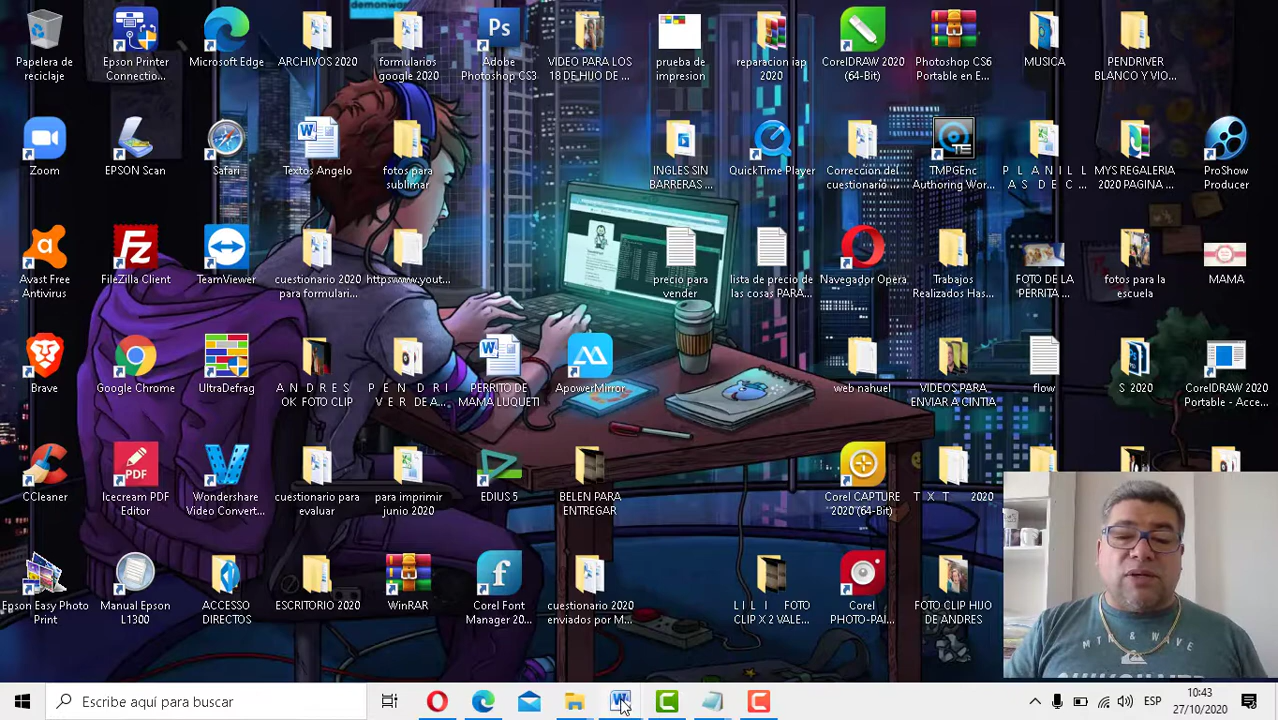 demonwav
Papelera de
reciclaje
Epson Printer
Connectio...
Microsoft Edge
ARCHIVOS 2020
formularios
google 2020
Ps
Adobe
Photoshop CS3
VIDEO PARA LOS
18 DE HIJO DE ...
prueba de
impresion
reparacion iap
2020
CorelDRAW 2020
(64-Bit)
Photoshop CS6
Portable en E...
MUSICA
PENDRIVER
BLANCO Y VIO...
Zoom
EPSON Scan
Safari
Textos Angelo
fotos para
sublimar
INGLES SIN
BARRERAS ...
QuickTime Player
Correccion del
cuestionario ...
TE
TMPGEnc
Authoring Wor...
P L A N I L L
A S D E C ...
MYS REGALERIA
2020 PAGINA ...
ProShow
Producer
Avast Free
Antivirus
Fz
FileZilla Client
TeamViewer
cuestionario 2020
para formulari...
httpswww.yout...
precio para
vender
lista de precio de
las cosas PARA...
Navegador Opera
Trabajos
Realizados Has...
FOTO DE LA
PERRITA ...
fotos para la
escuela
MAMA
Brave
Google Chrome
UltraDefrag
A N D R E S
OK FOTO CLIP
P E N D R I
V E R DE A...
PERRITO DE
MAMA LUQUETI
ApowerMirror
web nahuel
VIDEOS PARA
ENVIAR A CINTIA
flow
S 2020
CorelDRAW 2020
Portable - Acce...
CCleaner
PDF
Icecream PDF
Editor
Wondershare
Video Convert...
cuestionario para
evaluar
para imprimir
junio 2020
EDIUS 5
BELEN PARA
ENTREGAR
Corel CAPTURE
2020 (64-Bit)
T X T 2020
Epson Easy Photo
Print
Manual Epson
L1300
ACCESSO
DIRECTOS
ESCRITORIO 2020
WinRAR
f
Corel Font
Manager 20...
cuestionario 2020
enviados por M...
L I L I FOTO
CLIP X 2 VALE...
Corel
PHOTO-PAI...
FOTO CLIP HIJO
DE ANDRES
MTR & WAVE
Escribe aquí para buscar
ESP
10:43
27/10/2020